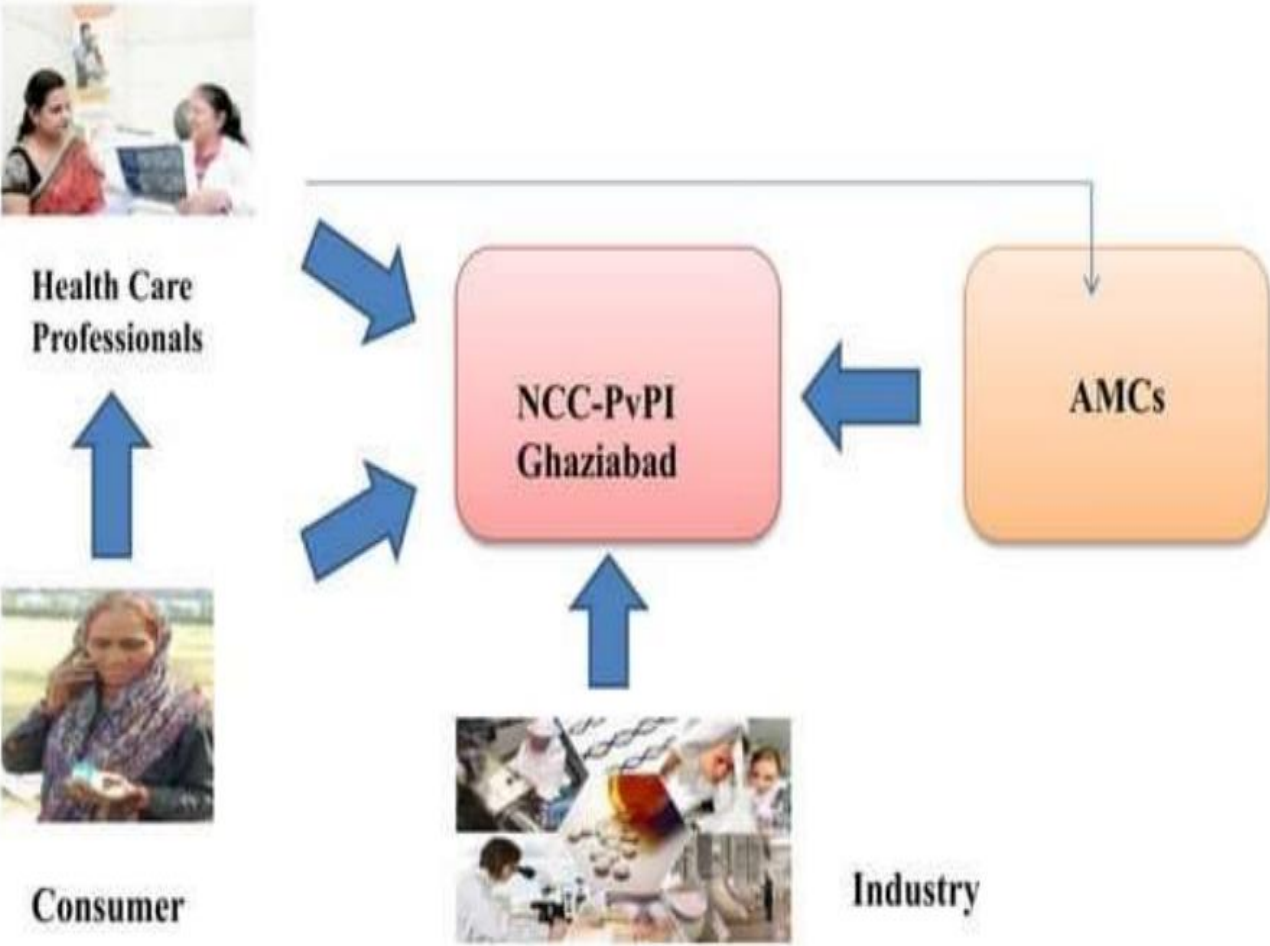 Health Care
Professionals
NCC-PvPI
Ghaziabad
AMCs
Consumer
Industry